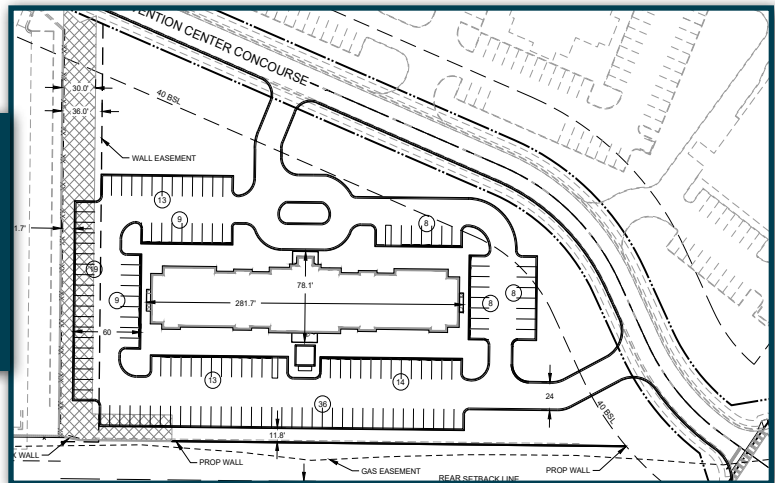 ENTION CENTER CONCOURSE
30.0'
36.0'
40 BSL
WALL EASEMENT
13
9
8
1.7'
19
9
78.1'
281.7'
8
8
60
13
14
36
24
40 BSL
11.8'
WALL
PROP WALL
GAS EASEMENT
REAR SETBACK LINE
PROP WALL